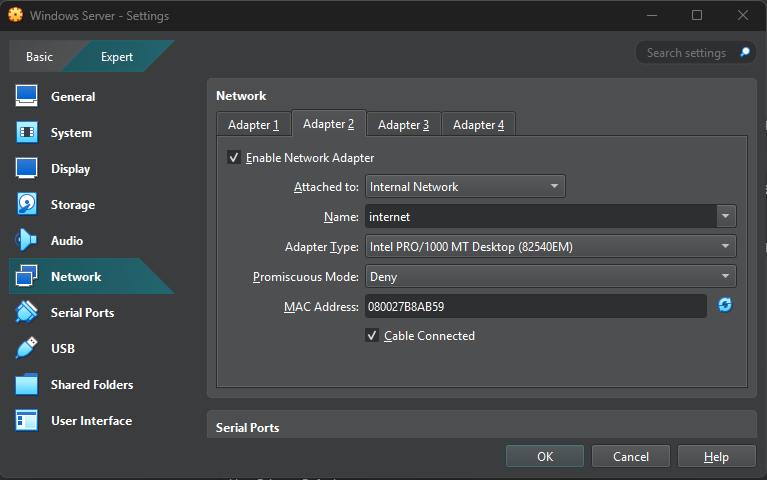 Windows Server - Settings
Basic
Expert
Search settings
General
System
Display
Storage
Audio
Network
Serial Ports
USB
Shared Folders
User Interface
Network
Adapter 1
Adapter 2
Adapter 3
Adapter 4
Enable Network Adapter
Attached to: Internal Network
Name: internet
Adapter Type: Intel PRO/1000 MT Desktop (82540EM)
Promiscuous Mode: Deny
MAC Address: 080027B8AB59
Cable Connected
Serial Ports
OK
Cancel
Help